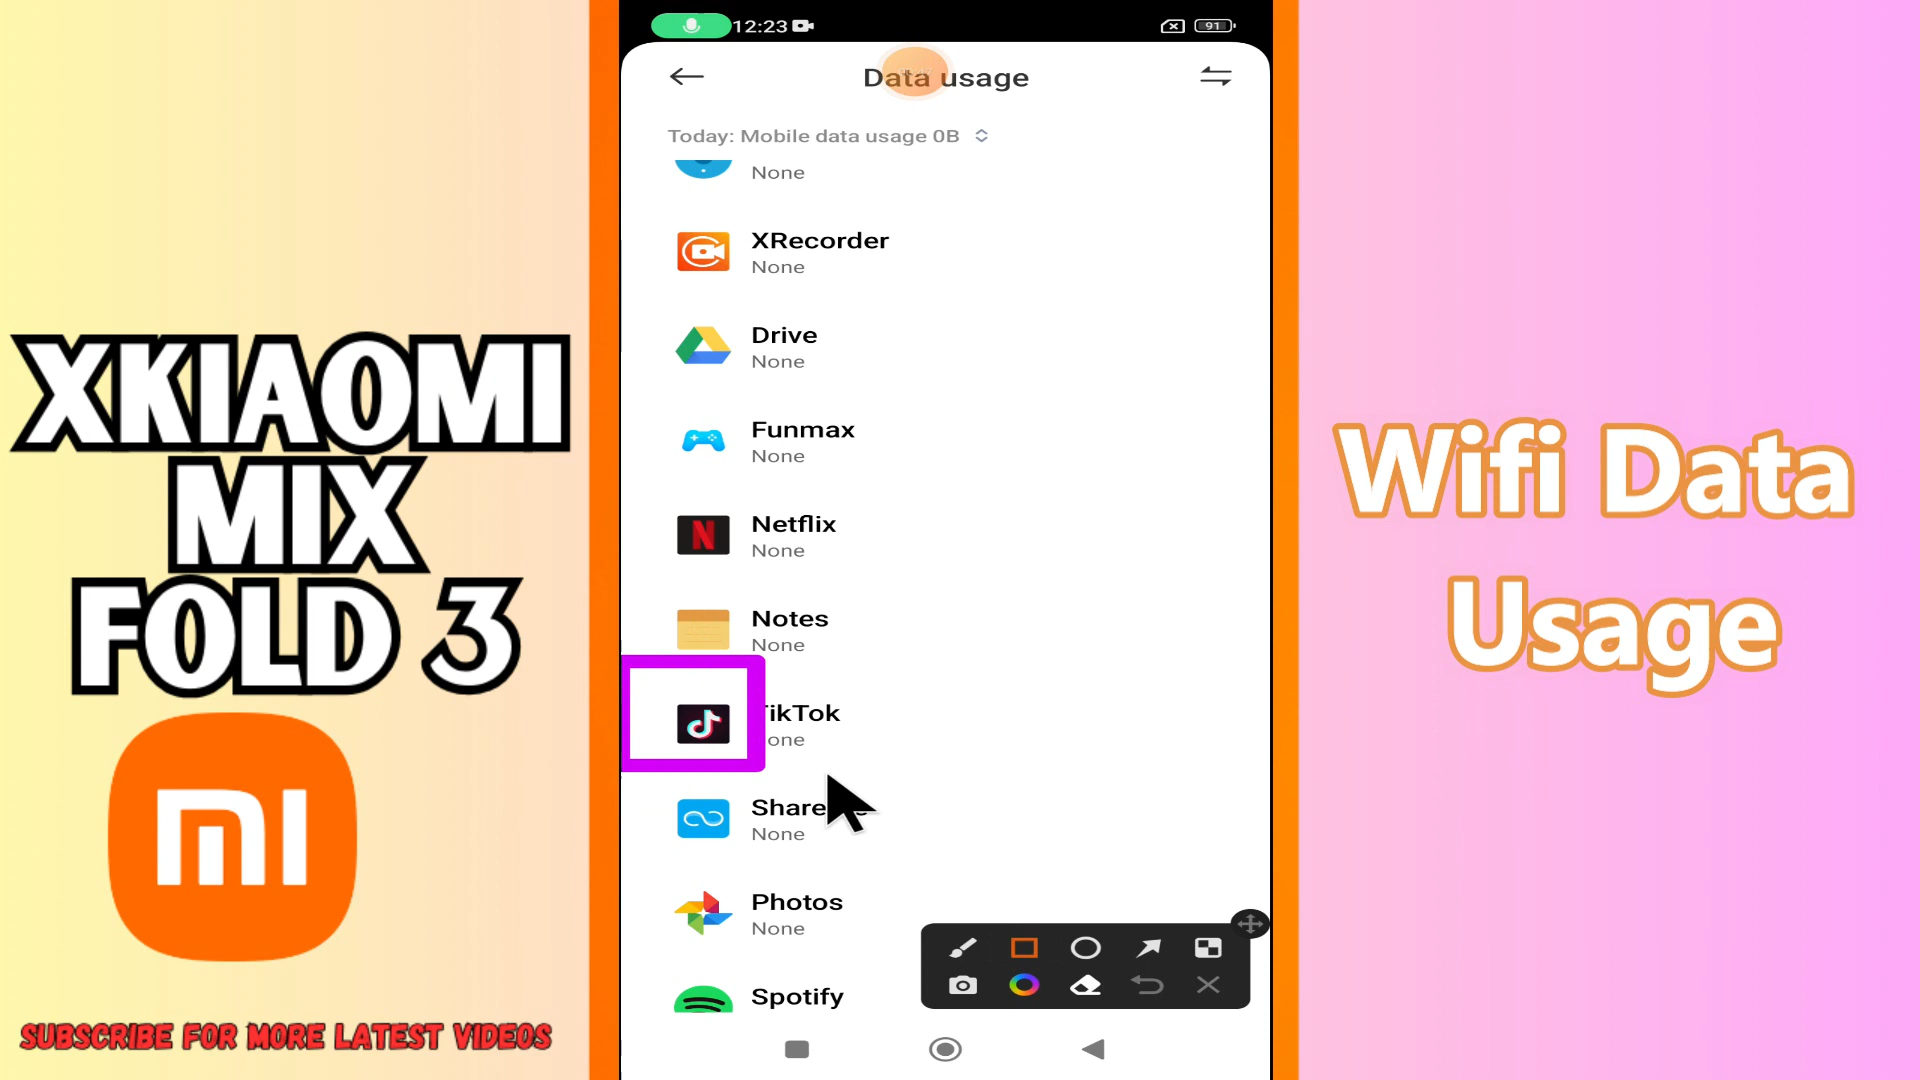 XKIAOMI
MIX
FOLD 3
mi
SUBSCRIBE FOR MORE LATEST VIDEOS
12:23
91
Data usage
Today: Mobile data usage 0B
None
XRecorder
None
Drive
None
Funmax
None
Netflix
None
Notes
None
ikTok
one
Share
None
Photos
None
Spotify
Wifi Data
Usage